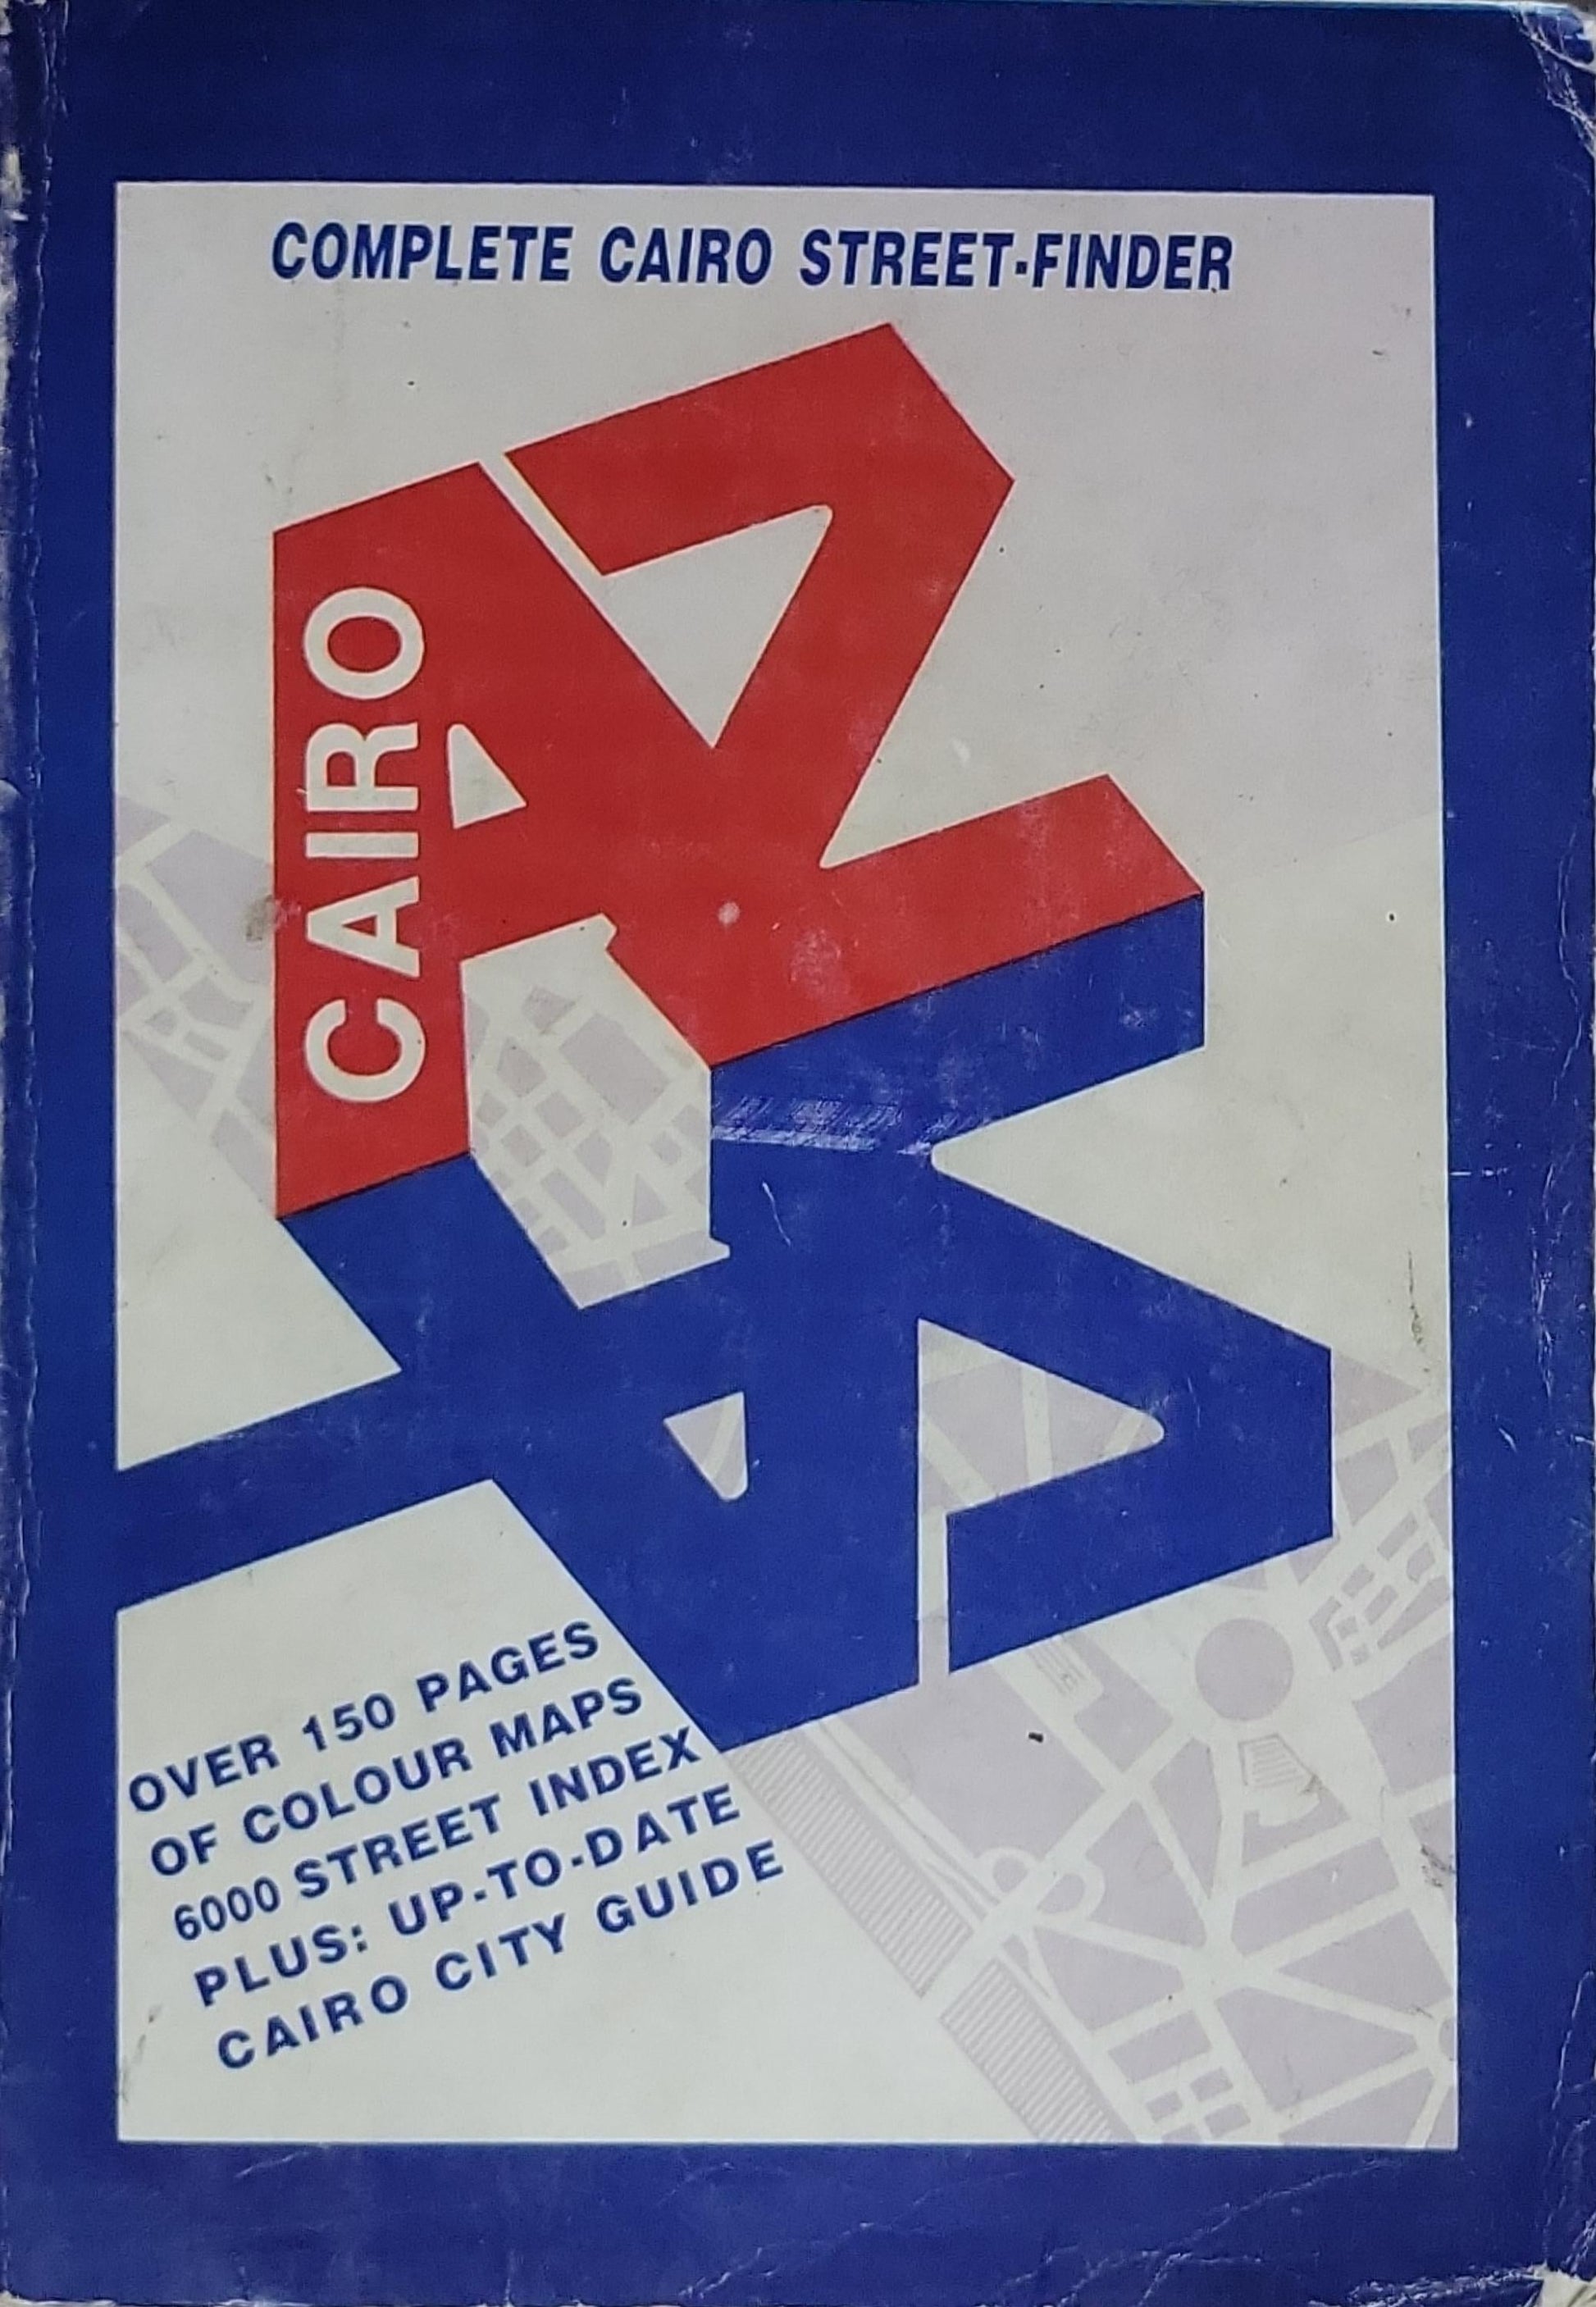 COMPLETE CAIRO STREET-FINDER
CAIRO
AZ
OVER 150 PAGES
OF COLOUR MAPS
6000 STREET INDEX
PLUS: UP-TO-DATE
CAIRO CITY GUIDE